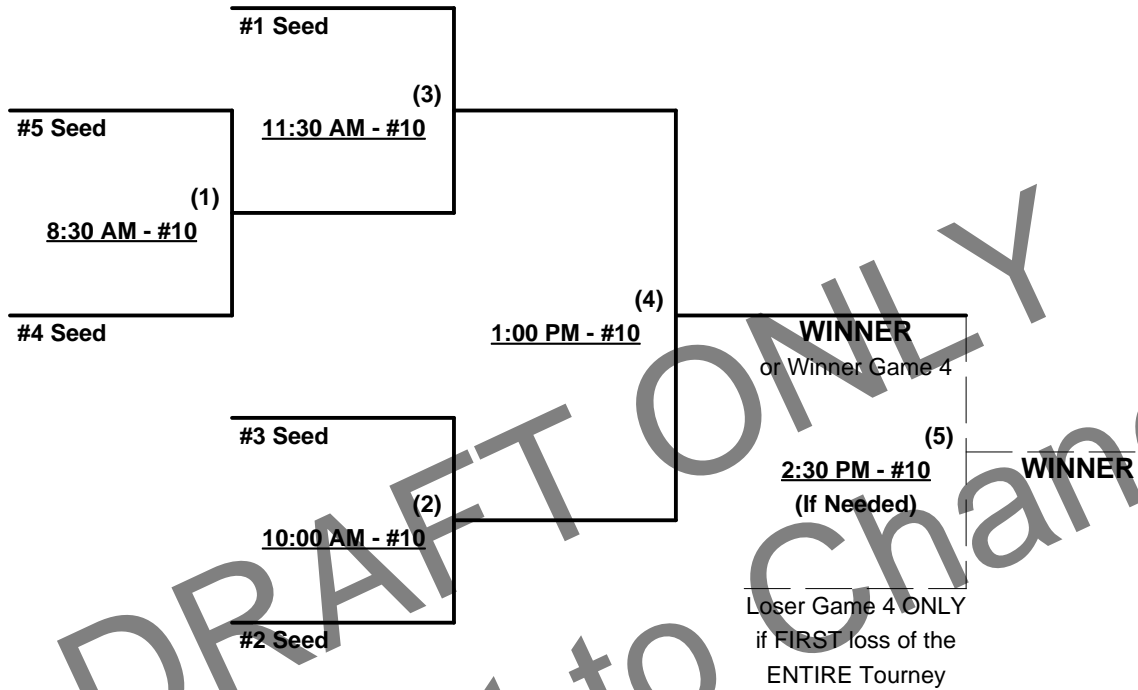 #1 Seed
(3)
11:30 AM - #10
#5 Seed
(1)
8:30 AM - #10
#4 Seed
(4)
1:00 PM - #10
WINNER
or Winner Game 4
#3 Seed
(2)
10:00 AM - #10
#2 Seed
(5)
2:30 PM - #10
(If Needed)
WINNER
Loser Game 4 ONLY
if FIRST loss of the
ENTIRE Tourney
DRAFT ONLY
to